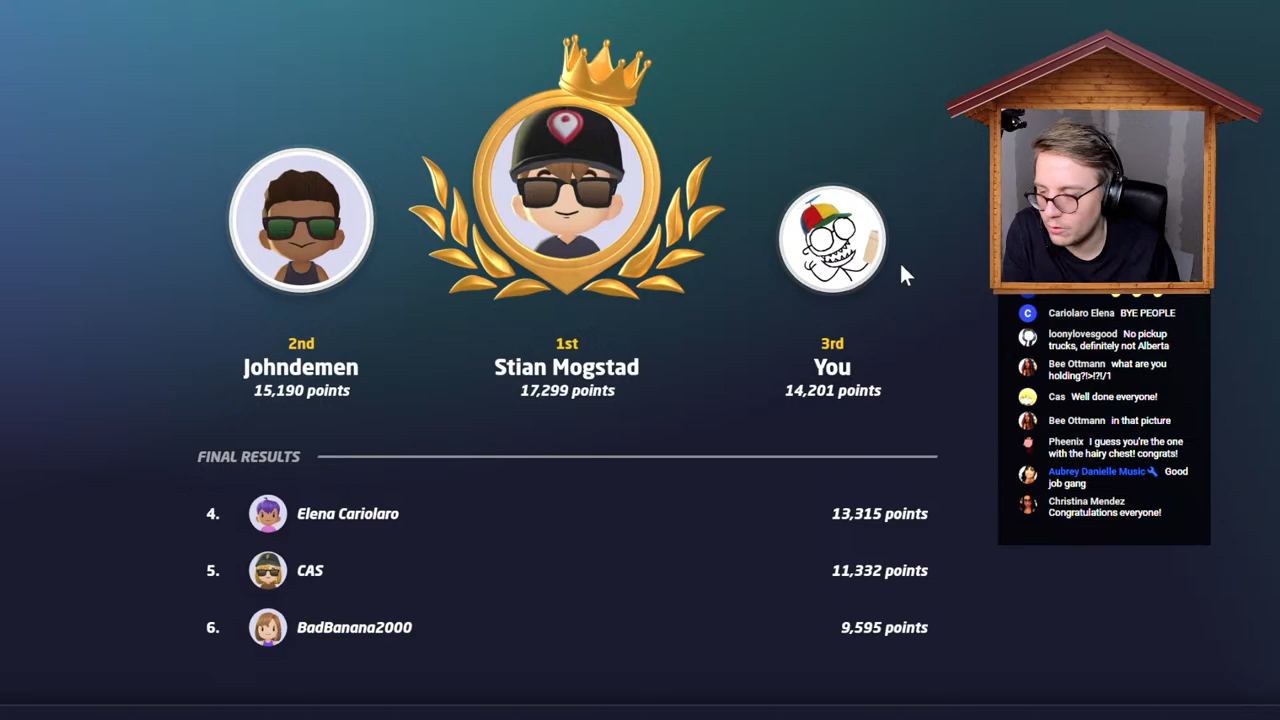 2nd
Johndemen
15,190 points
1st
Stian Mogstad
17,299 points
3rd
You
14,201 points
FINAL RESULTS
4. Elena Cariolaro 13,315 points
5. CAS 11,332 points
6. BadBanana2000 9,595 points
C Cariolaro Elena BYE PEOPLE
loonylovesgood No pickup
trucks, definitely not Alberta
Bee Ottmann what are you
holding?!>!?!/1
Cas Well done everyone!
Bee Ottmann in that picture
Pheenix I guess you're the one
with the hairy chest! congrats!
Aubrey Danielle Music Good
job gang
Christina Mendez
Congratulations everyone!